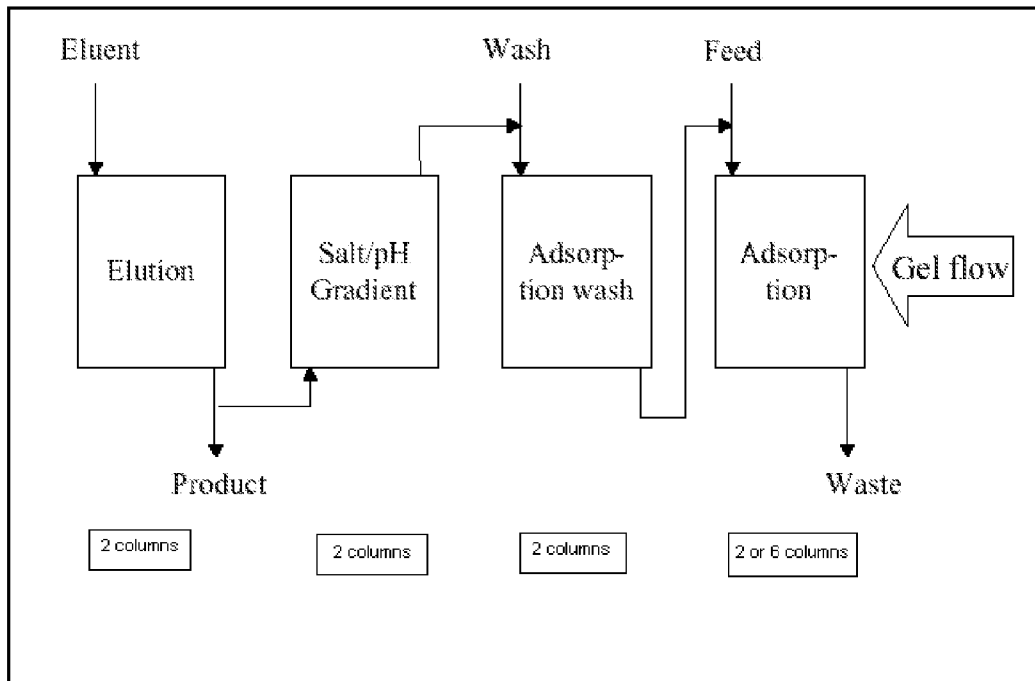 Eluent
Wash
Feed
Elution
Salt/pH
Gradient
Adsorp-
tion wash
Adsorp-
tion
Gel flow
Product
Waste
2 columns
2 columns
2 columns
2 or 6 columns